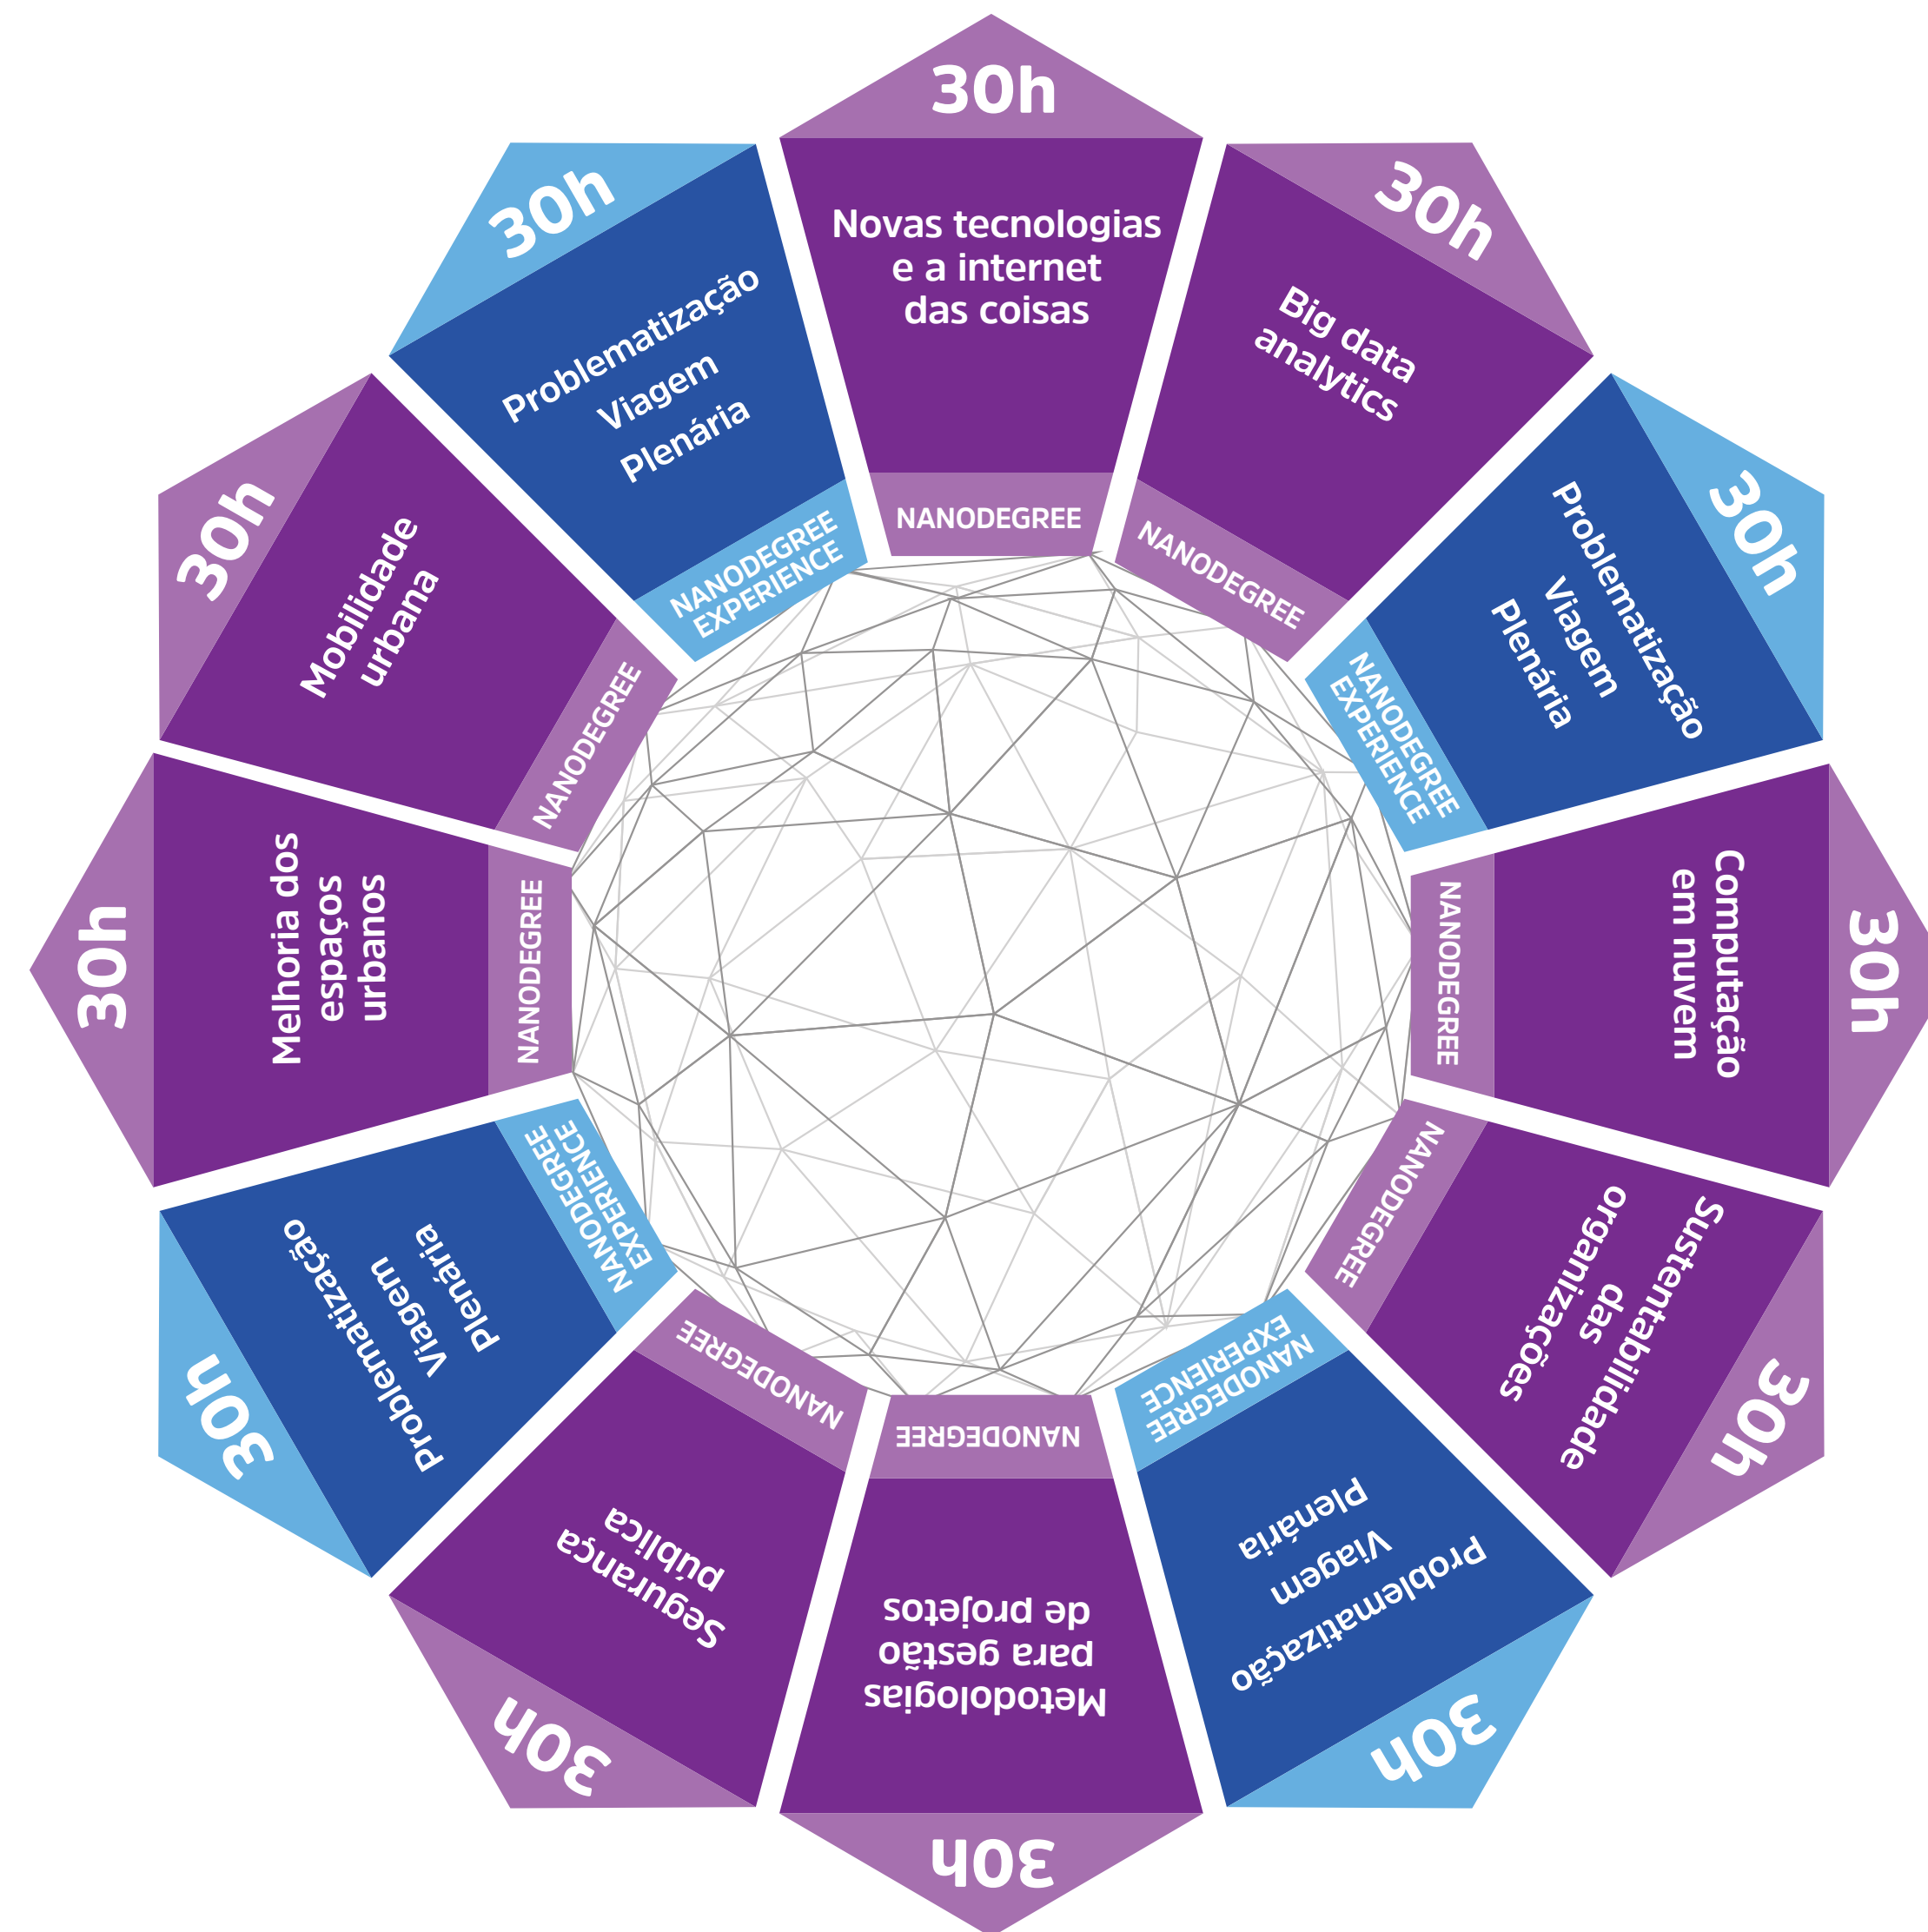 30h
Novas tecnologias
e a internet
das coisas
NANODEGREE
30h
Big data
analytics
NANODEGREE
30h
Problematização
Viagem
Plenária
NANODEGREE
EXPERIENCE
30h
Computação
em nuvem
NANODEGREE
30h
Sustentabilidade
das
organizações
NANODEGREE
30h
Problematização
Viagem
Plenária
NANODEGREE
EXPERIENCE
30h
Metodologias
para gestão
de projetos
NANODEGREE
30h
Segurança
pública
NANODEGREE
30h
Problematização
Viagem
Plenária
NANODEGREE
EXPERIENCE
30h
Melhoria dos
espaços
urbanos
NANODEGREE
30h
Mobilidade
urbana
NANODEGREE
30h
Problematização
Viagem
Plenária
NANODEGREE
EXPERIENCE